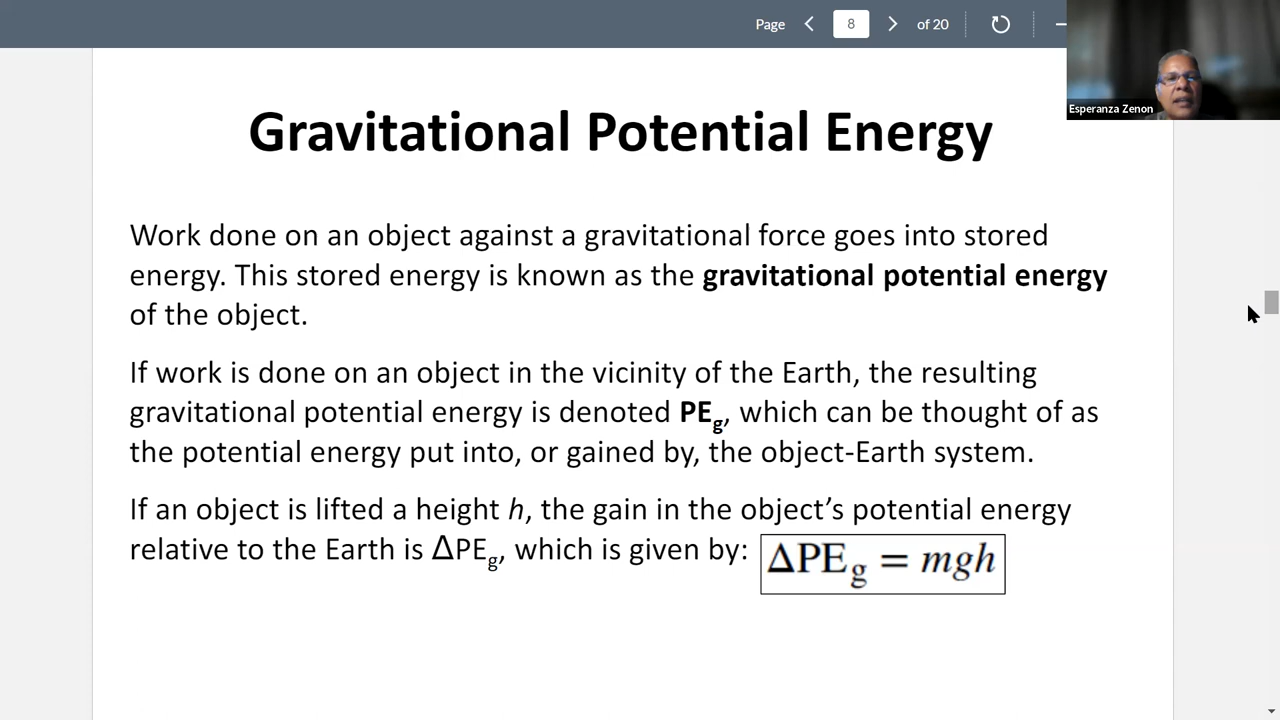 Page 8 of 20
Esperanza Zenon
Gravitational Potential Energy
Work done on an object against a gravitational force goes into stored
energy. This stored energy is known as the gravitational potential energy
of the object.
If work is done on an object in the vicinity of the Earth, the resulting
gravitational potential energy is denoted PEg, which can be thought of as
the potential energy put into, or gained by, the object-Earth system.
If an object is lifted a height h, the gain in the object’s potential energy
relative to the Earth is ΔPEg, which is given by: ΔPEg = mgh